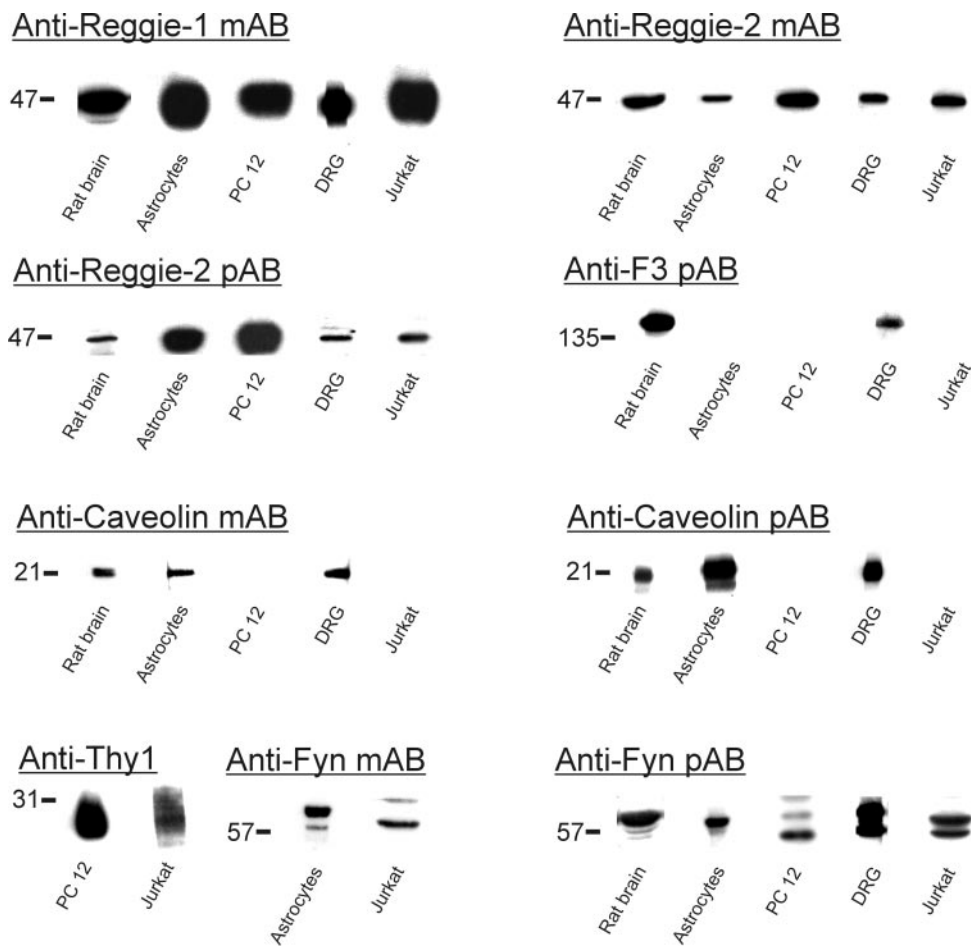 Anti-Reggie-1 mAB
47
Rat brain
Astrocytes
PC 12
DRG
Jurkat
Anti-Reggie-2 mAB
47
Rat brain
Astrocytes
PC 12
DRG
Jurkat
Anti-Reggie-2 pAB
47
Rat brain
Astrocytes
PC 12
DRG
Jurkat
Anti-F3 pAB
135
Rat brain
Astrocytes
PC 12
DRG
Jurkat
Anti-Caveolin mAB
21
Rat brain
Astrocytes
PC 12
DRG
Jurkat
Anti-Caveolin pAB
21
Rat brain
Astrocytes
PC 12
DRG
Jurkat
Anti-Thy1
31
PC 12
Jurkat
Anti-Fyn mAB
57
Astrocytes
Jurkat
Anti-Fyn pAB
57
Rat brain
Astrocytes
PC 12
DRG
Jurkat